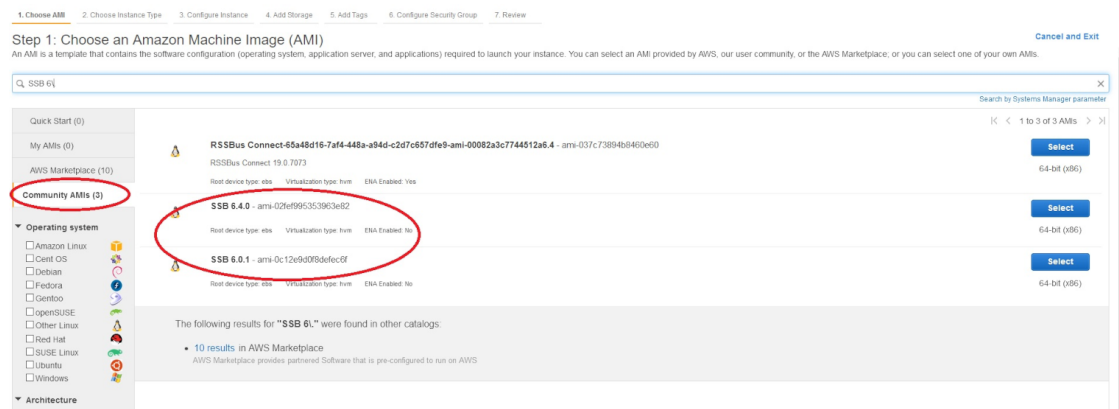 1. Choose AMI 2. Choose Instance Type 3. Configure Instance 4. Add Storage 5. Add Tags 6. Configure Security Group 7. Review
Step 1: Choose an Amazon Machine Image (AMI)
Cancel and Exit
An AMI is a template that contains the software configuration (operating system, application server, and applications) required to launch your instance. You can select an AMI provided by AWS, our user community, or the AWS Marketplace; or you can select one of your own AMIs.
SSB 6\.
Search by Systems Manager parameter
Quick Start (0)
My AMIs (0)
AWS Marketplace (10)
Community AMIs (3)
Operating system
Amazon Linux
Cent OS
Debian
Fedora
Gentoo
openSUSE
Other Linux
Red Hat
SUSE Linux
Ubuntu
Windows
Architecture
1 to 3 of 3 AMIs
RSSBus Connect-65a48d16-7af4-448a-a94d-c2d7c657dfe9-ami-00082a3c7744512a6.4 - ami-037c73894b8460e60
RSSBus Connect 19.0.7073
Root device type: ebs Virtualization type: hvm ENA Enabled: Yes
Select
64-bit (x86)
SSB 6.4.0 - ami-02fef995353963e82
Root device type: ebs Virtualization type: hvm ENA Enabled: No
Select
64-bit (x86)
SSB 6.0.1 - ami-0c12e9d0f8defec6f
Root device type: ebs Virtualization type: hvm ENA Enabled: No
Select
64-bit (x86)
The following results for "SSB 6\." were found in other catalogs:
10 results in AWS Marketplace
AWS Marketplace provides partnered Software that is pre-configured to run on AWS